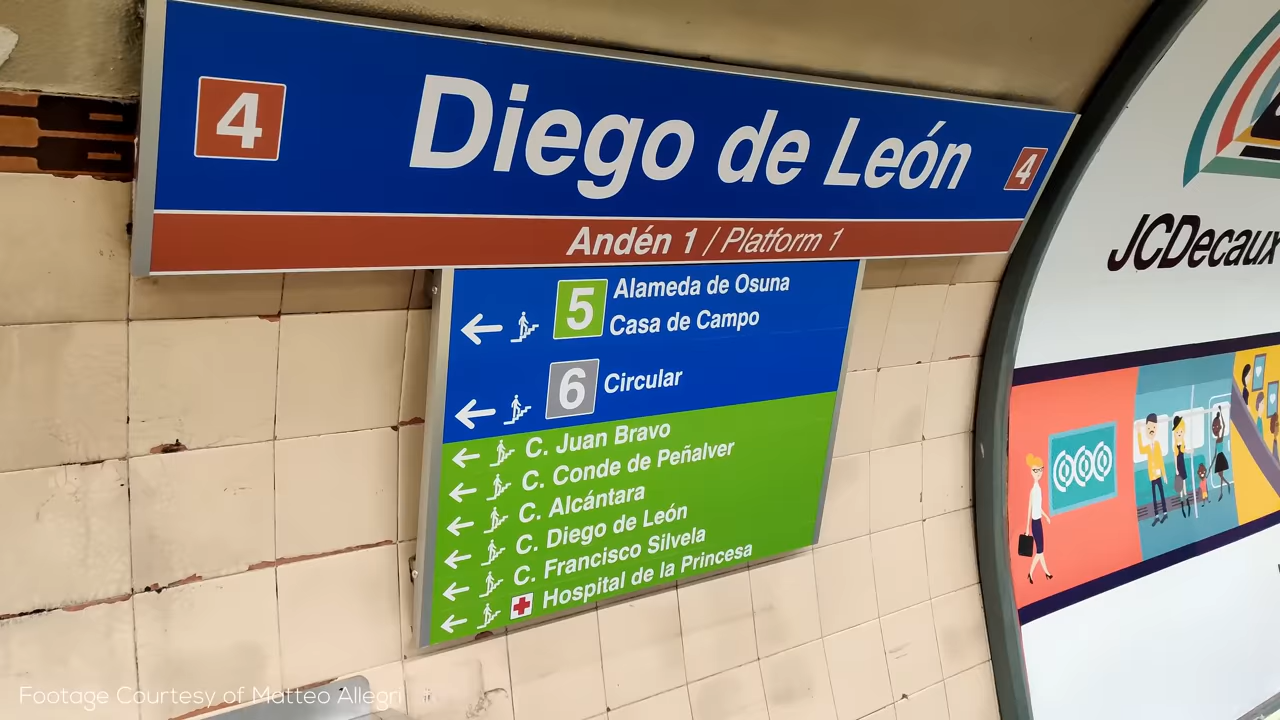 4 Diego de León 4
Andén 1 / Platform 1
5 Alameda de Osuna
Casa de Campo
6 Circular
C. Juan Bravo
C. Conde de Peñalver
C. Alcántara
C. Diego de León
C. Francisco Silvela
Hospital de la Princesa
JCDecaux
Footage Courtesy of Matteo Allegri